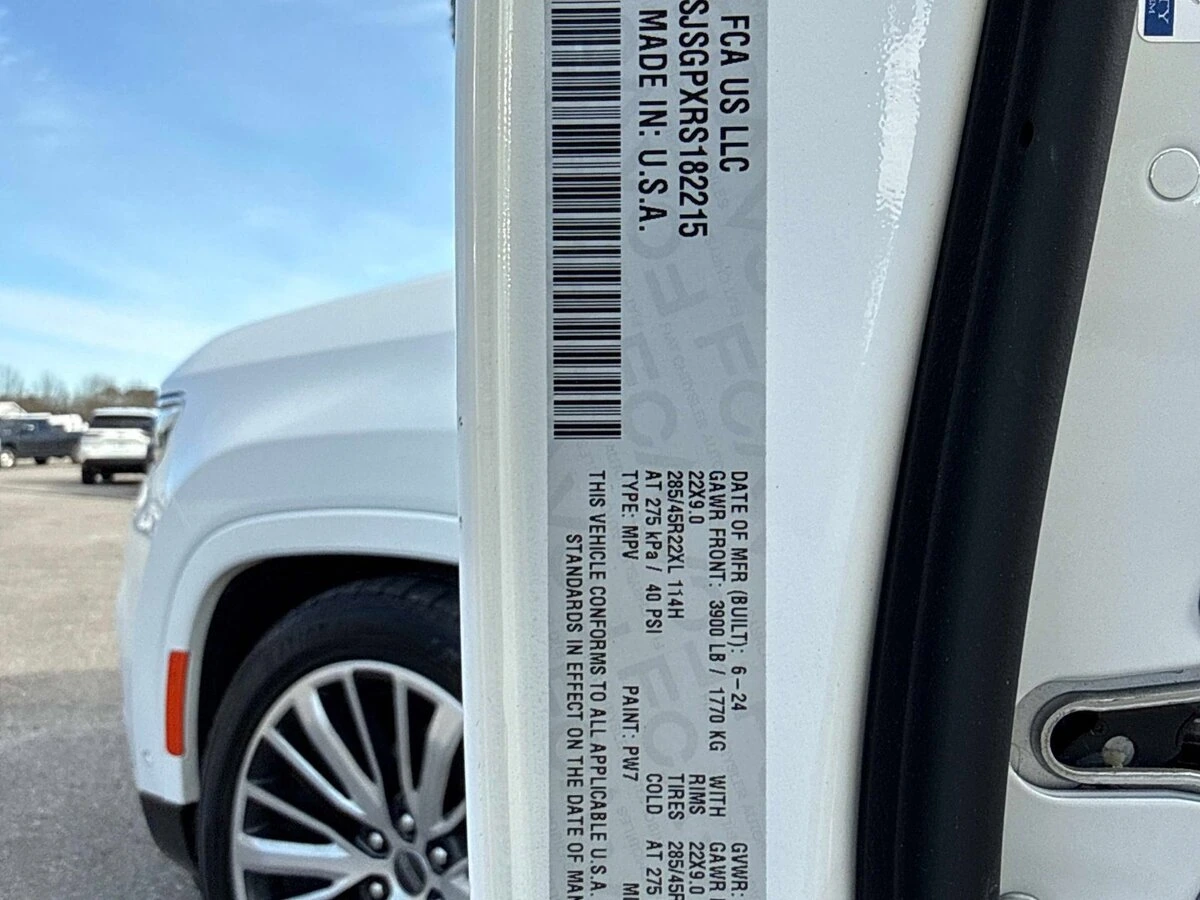 FCA US LLC
SJSGPXRS182215
MADE IN: U.S.A.
DATE OF MFR (BUILT): 6-24 GVWR:
GAWR FRONT: 3900 LB / 1770 KG WITH GAWR
22X9.0 RIMS 22X9.0
285/45R22XL 114H TIRES 285/45R
AT 275 kPa / 40 PSI COLD AT 275
TYPE: MPV PAINT: PW7
THIS VEHICLE CONFORMS TO ALL APPLICABLE U.S.A.
STANDARDS IN EFFECT ON THE DATE OF MAN